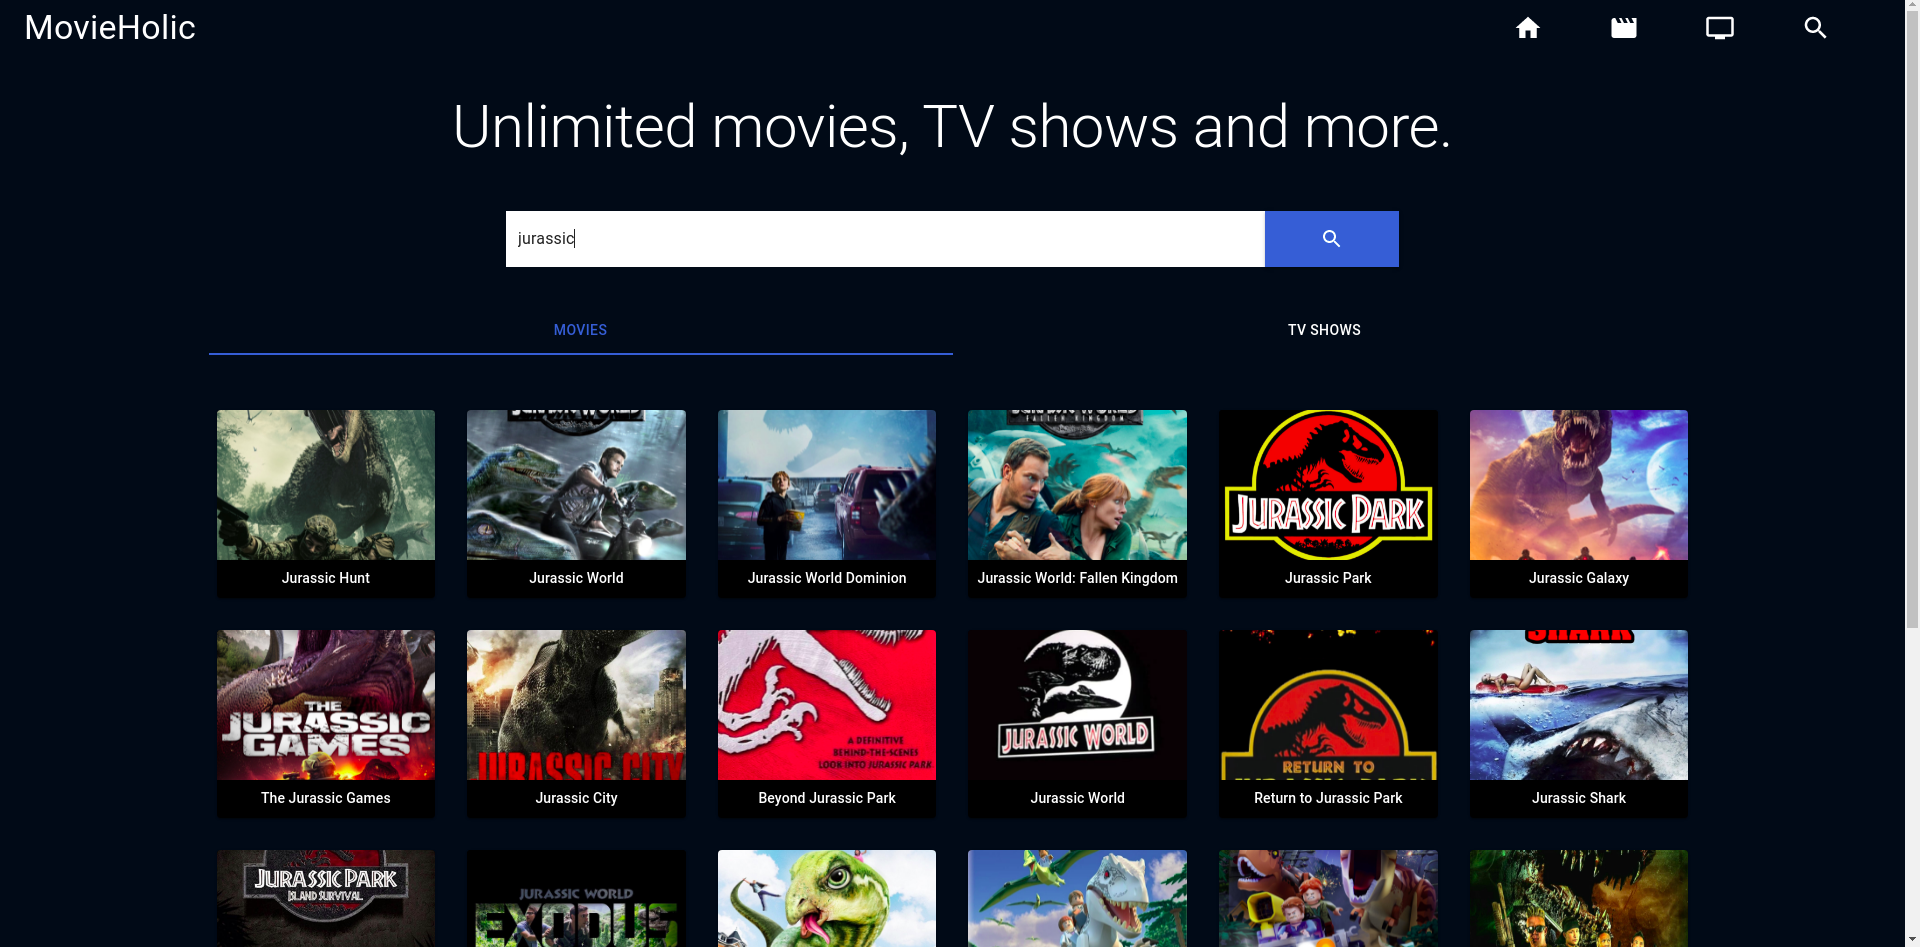 MovieHolic
Unlimited movies, TV shows and more.
jurassic
MOVIES
TV SHOWS
JURASSIC PARK
Jurassic Hunt
Jurassic World
Jurassic World Dominion
Jurassic World: Fallen Kingdom
Jurassic Park
Jurassic Galaxy
THE
JURASSIC
GAMES
JURASSIC CITY
A DEFINITIVE
BEHIND-THE-SCENES
LOOK INTO JURASSIC PARK
JURASSIC WORLD
RETURN TO
SHARK
The Jurassic Games
Jurassic City
Beyond Jurassic Park
Jurassic World
Return to Jurassic Park
Jurassic Shark
JURASSIC PARK
ISLAND SURVIVAL
JURASSIC WORLD
EXODUS